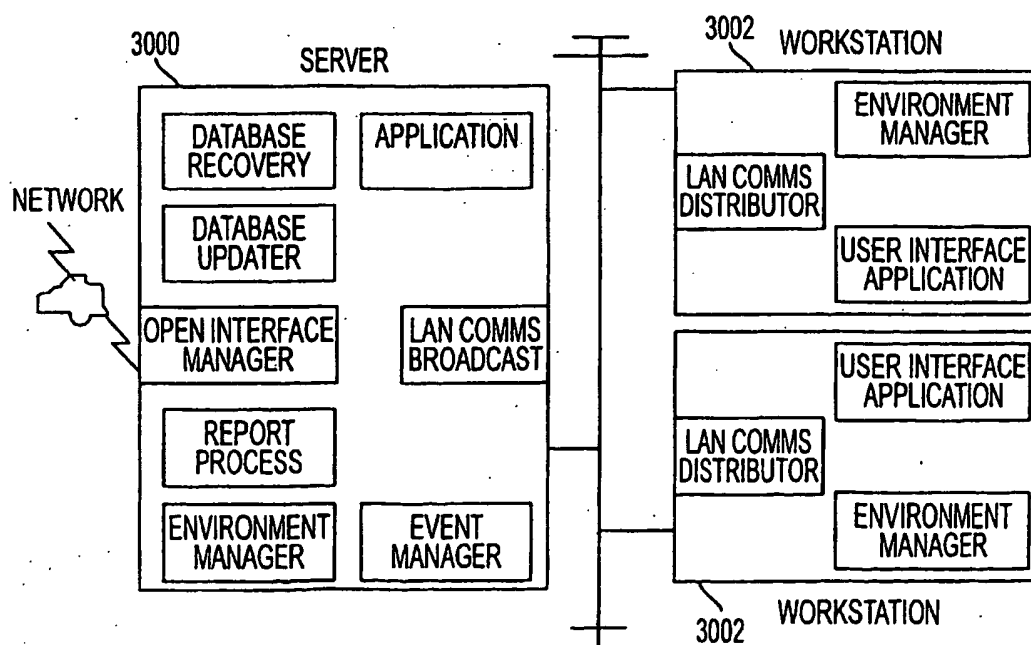 3000
SERVER
DATABASE
RECOVERY
APPLICATION
NETWORK
DATABASE
UPDATER
OPEN INTERFACE
MANAGER
LAN COMMS
BROADCAST
REPORT
PROCESS
ENVIRONMENT
MANAGER
EVENT
MANAGER
3002
WORKSTATION
ENVIRONMENT
MANAGER
LAN COMMS
DISTRIBUTOR
USER INTERFACE
APPLICATION
USER INTERFACE
APPLICATION
LAN COMMS
DISTRIBUTOR
ENVIRONMENT
MANAGER
3002
WORKSTATION